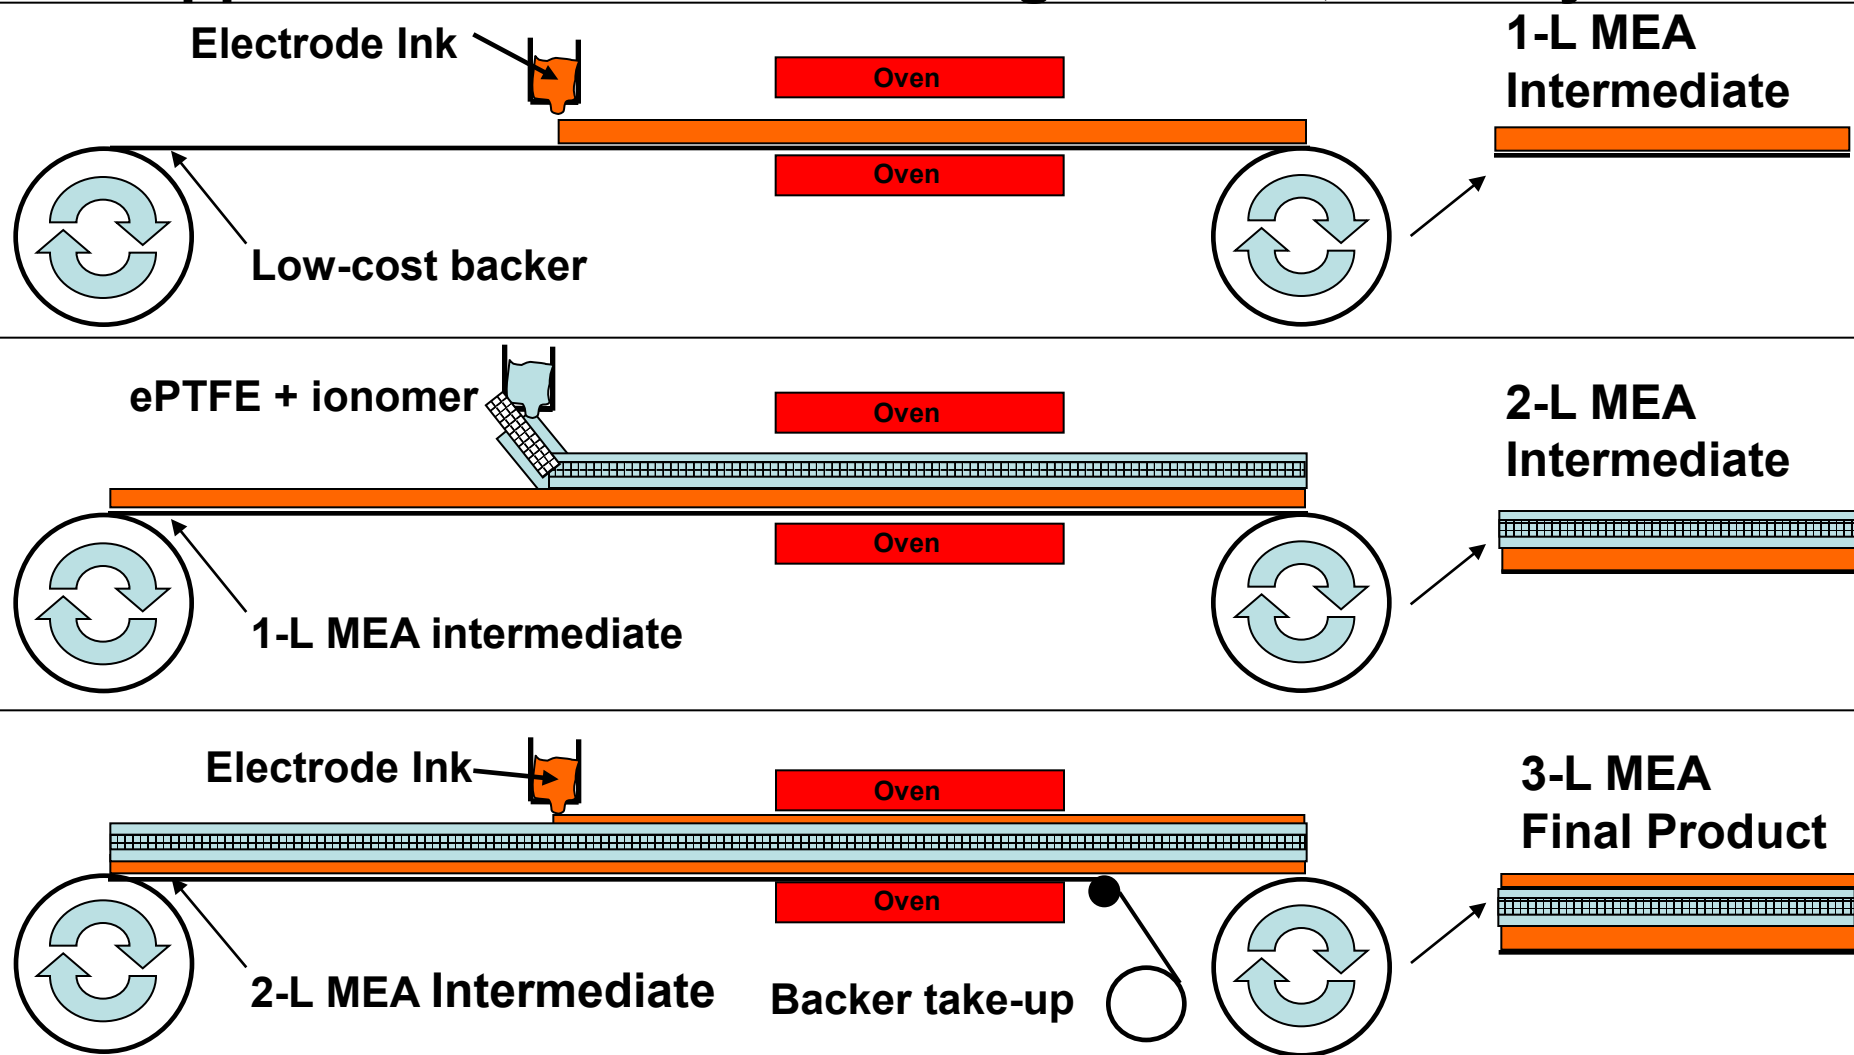 Electrode Ink
Oven
1-L MEA
Intermediate
Oven
Low-cost backer
ePTFE + ionomer
Oven
2-L MEA
Intermediate
Oven
1-L MEA intermediate
Electrode Ink
Oven
3-L MEA
Final Product
Oven
2-L MEA Intermediate
Backer take-up